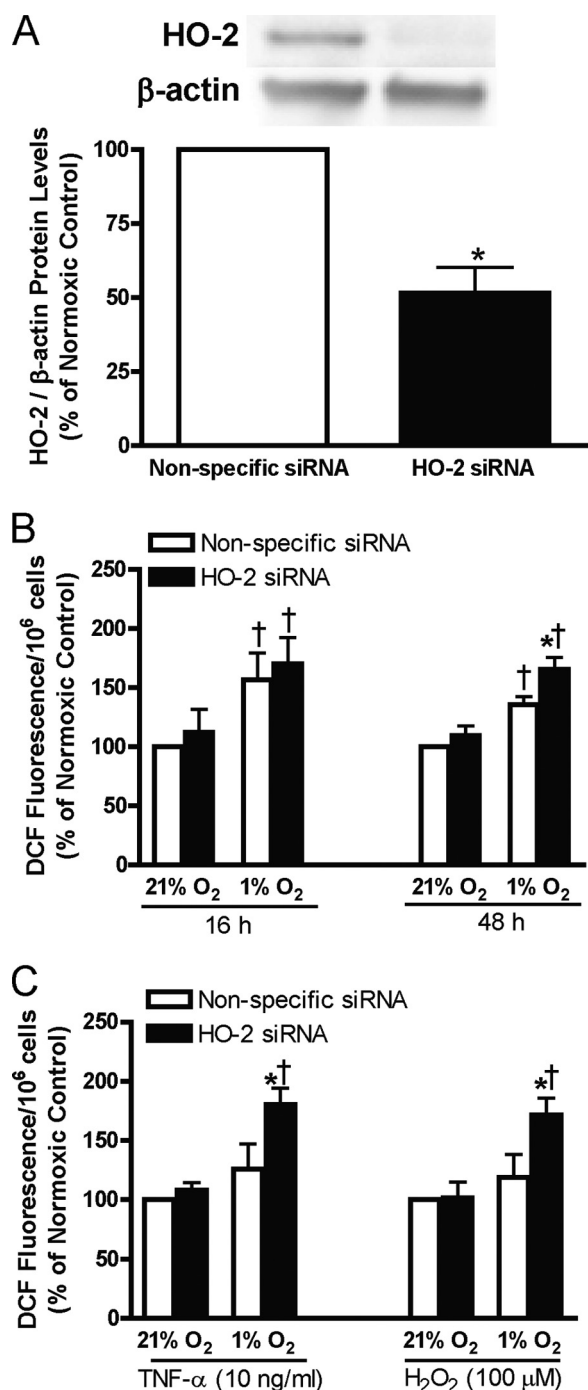 A
HO-2
β-actin
HO-2 / β-actin Protein Levels
(% of Normoxic Control)
100
75
50
25
0
*
Non-specific siRNA HO-2 siRNA
B
Non-specific siRNA
HO-2 siRNA
DCF Fluorescence/10⁶ cells
(% of Normoxic Control)
250
200
150
100
50
0
† † † *†
21% O₂ 1% O₂ 21% O₂ 1% O₂
16 h 48 h
C
Non-specific siRNA
HO-2 siRNA
DCF Fluorescence/10⁶ cells
(% of Normoxic Control)
250
200
150
100
50
0
*† *†
21% O₂ 1% O₂ 21% O₂ 1% O₂
TNF-α (10 ng/ml) H₂O₂ (100 μM)